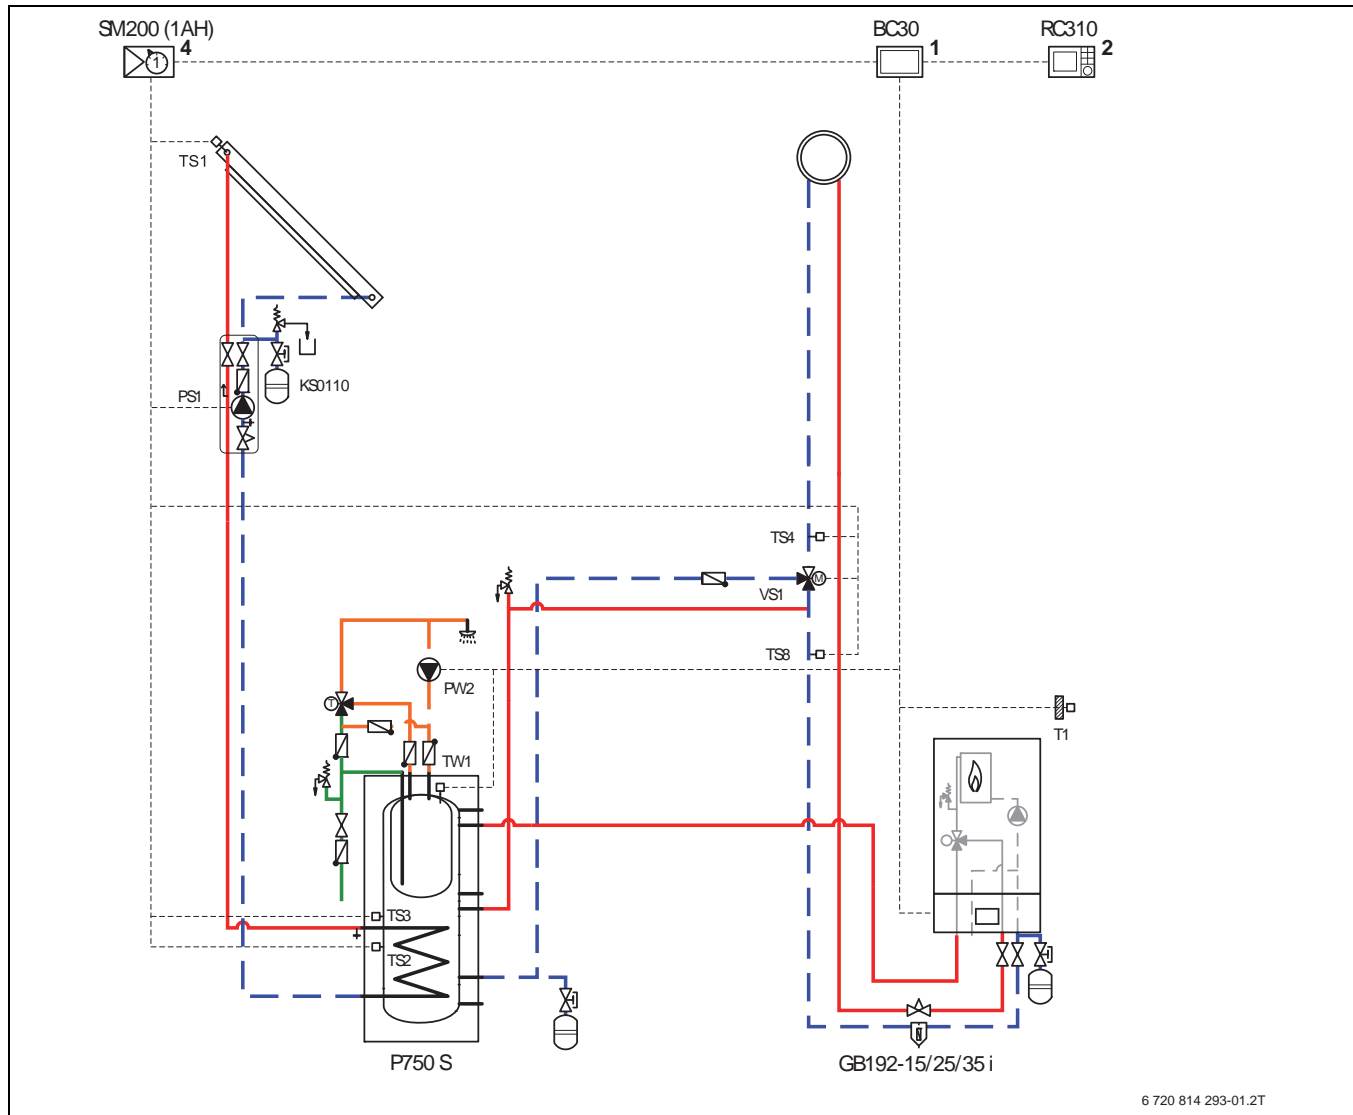 SM200 (1AH)
4
BC30
1
RC310
2
1
TS1
KS0110
PS1
TS4
M
VS1
TS8
PW2
T
T1
TW1
TS3
TS2
P750 S
GB192-15/25/35 i
6 720 814 293-01.2T